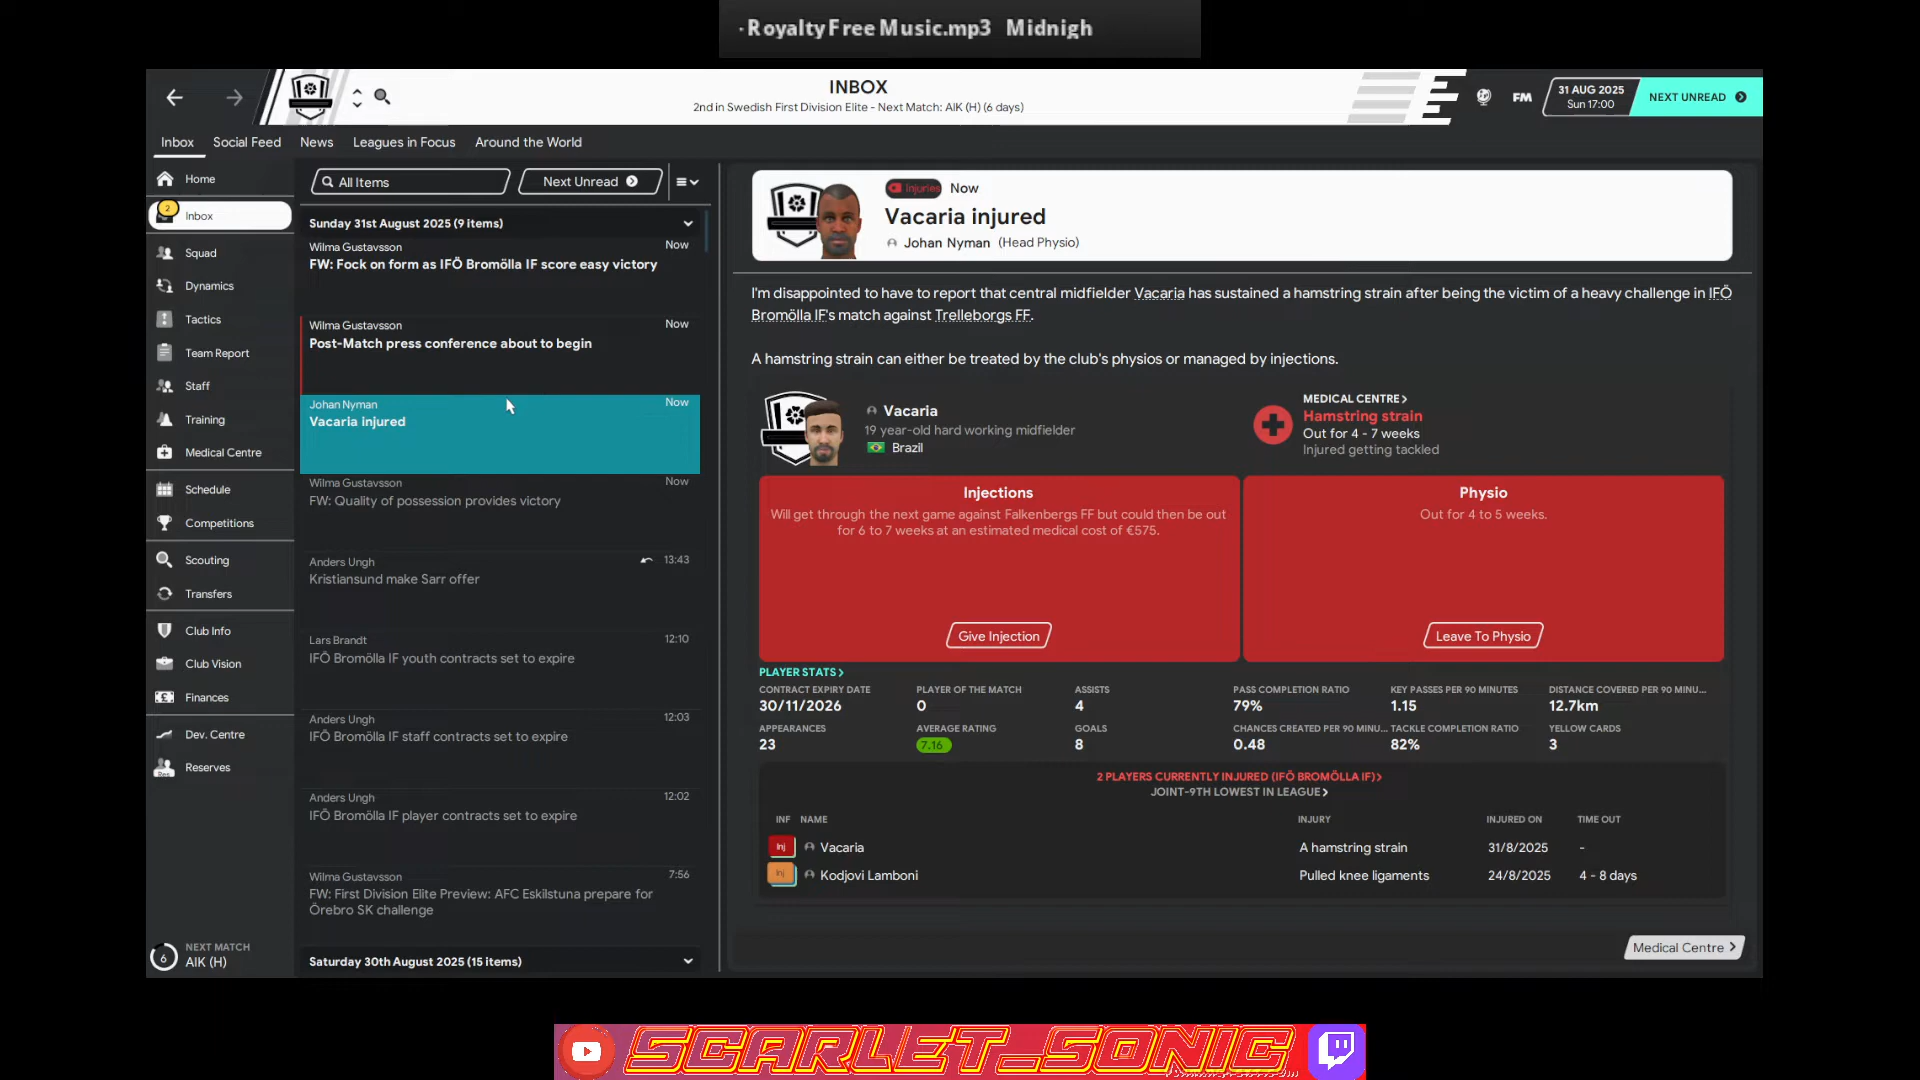 · RoyaltyFreeMusic.mp3 Midnigh
INBOX
2nd in Swedish First Division Elite - Next Match: AIK (H) (6 days)
FM
31 AUG 2025
Sun 17:00
NEXT UNREAD
Inbox
Social Feed
News
Leagues in Focus
Around the World
Home
2
Inbox
Squad
Dynamics
Tactics
Team Report
Staff
Training
Medical Centre
Schedule
Competitions
Scouting
Transfers
Club Info
Club Vision
Finances
Dev. Centre
Reserves
6
NEXT MATCH
AIK (H)
All Items
Next Unread
Sunday 31st August 2025 (9 items)
Wilma Gustavsson
Now
FW: Fock on form as IFÖ Bromölla IF score easy victory
Wilma Gustavsson
Now
Post-Match press conference about to begin
Johan Nyman
Now
Vacaria injured
Wilma Gustavsson
Now
FW: Quality of possession provides victory
Anders Ungh
13:43
Kristiansund make Sarr offer
Lars Brandt
12:10
IFÖ Bromölla IF youth contracts set to expire
Anders Ungh
12:03
IFÖ Bromölla IF staff contracts set to expire
Anders Ungh
12:02
IFÖ Bromölla IF player contracts set to expire
Wilma Gustavsson
7:56
FW: First Division Elite Preview: AFC Eskilstuna prepare for
Örebro SK challenge
Saturday 30th August 2025 (15 items)
Injuries
Now
Vacaria injured
Johan Nyman (Head Physio)
I'm disappointed to have to report that central midfielder Vacaria has sustained a hamstring strain after being the victim of a heavy challenge in IFÖ
Bromölla IF's match against Trelleborgs FF.
A hamstring strain can either be treated by the club's physios or managed by injections.
Vacaria
19 year-old hard working midfielder
Brazil
MEDICAL CENTRE >
Hamstring strain
Out for 4 - 7 weeks
Injured getting tackled
Injections
Will get through the next game against Falkenbergs FF but could then be out
for 6 to 7 weeks at an estimated medical cost of €575.
Give Injection
Physio
Out for 4 to 5 weeks.
Leave To Physio
PLAYER STATS >
CONTRACT EXPIRY DATE
30/11/2026
PLAYER OF THE MATCH
0
ASSISTS
4
PASS COMPLETION RATIO
79%
KEY PASSES PER 90 MINUTES
1.15
DISTANCE COVERED PER 90 MINU...
12.7km
APPEARANCES
23
AVERAGE RATING
7.16
GOALS
8
CHANCES CREATED PER 90 MINU...
0.48
TACKLE COMPLETION RATIO
82%
YELLOW CARDS
3
2 PLAYERS CURRENTLY INJURED (IFÖ BROMÖLLA IF) >
JOINT-9TH LOWEST IN LEAGUE >
INF NAME INJURY INJURED ON TIME OUT
Inj Vacaria A hamstring strain 31/8/2025 -
Inj Kodjovi Lamboni Pulled knee ligaments 24/8/2025 4 - 8 days
Medical Centre >
SCARLET_SONIC